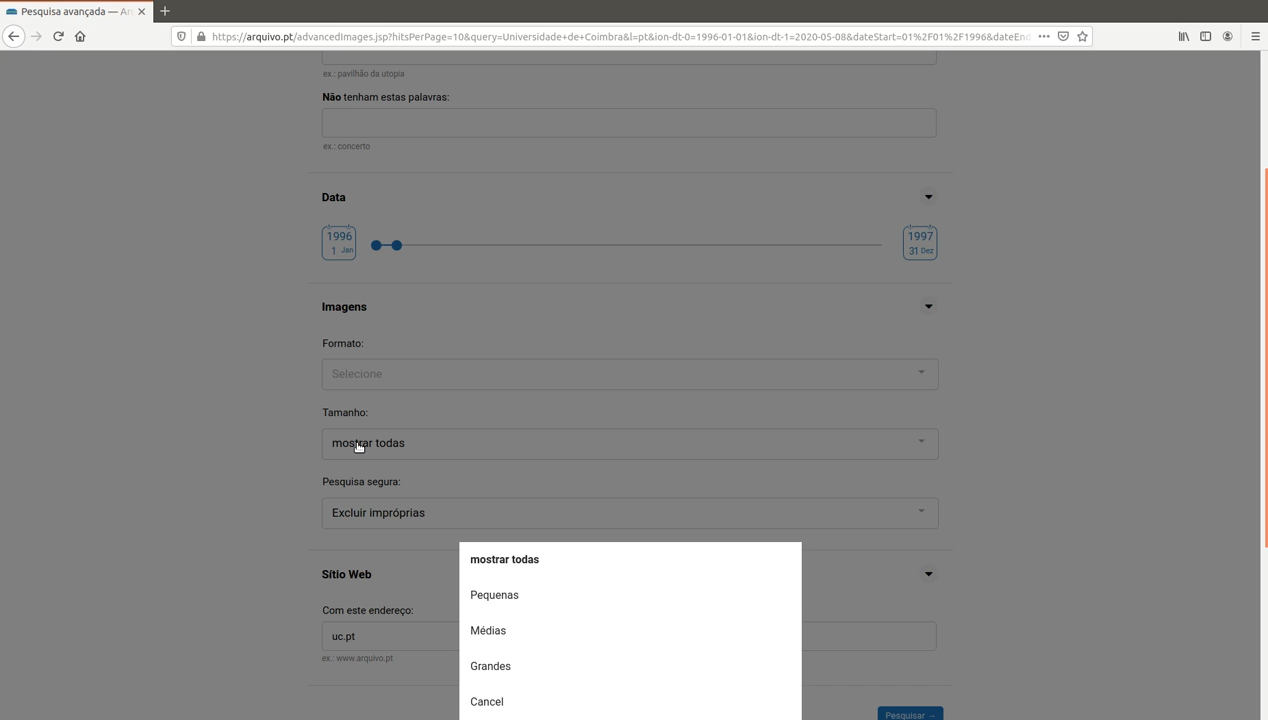 Pesquisa avançada — Ar
https://arquivo.pt/advancedImages.jsp?hitsPerPage=10&query=Universidade+de+Coimbra&l=pt&ion-dt-0=1996-01-01&ion-dt-1=2020-05-08&dateStart=01%2F01%2F1996&dateEnd
ex.: pavilhão da utopia
Não tenham estas palavras:
ex.: concerto
Data
1996
1 Jan
1997
31 Dez
Imagens
Formato:
Selecione
Tamanho:
mostrar todas
Pesquisa segura:
Excluir impróprias
mostrar todas
Sítio Web
Pequenas
Com este endereço:
Médias
uc.pt
ex.: www.arquivo.pt
Grandes
Cancel
Pesquisar →